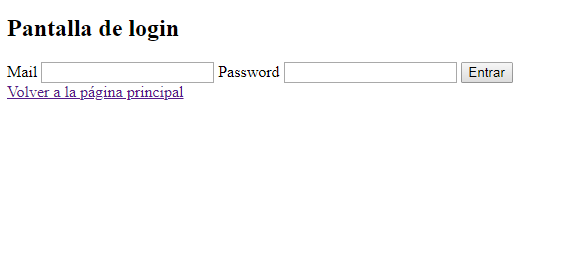 Pantalla de login
Mail Password Entrar
Volver a la página principal